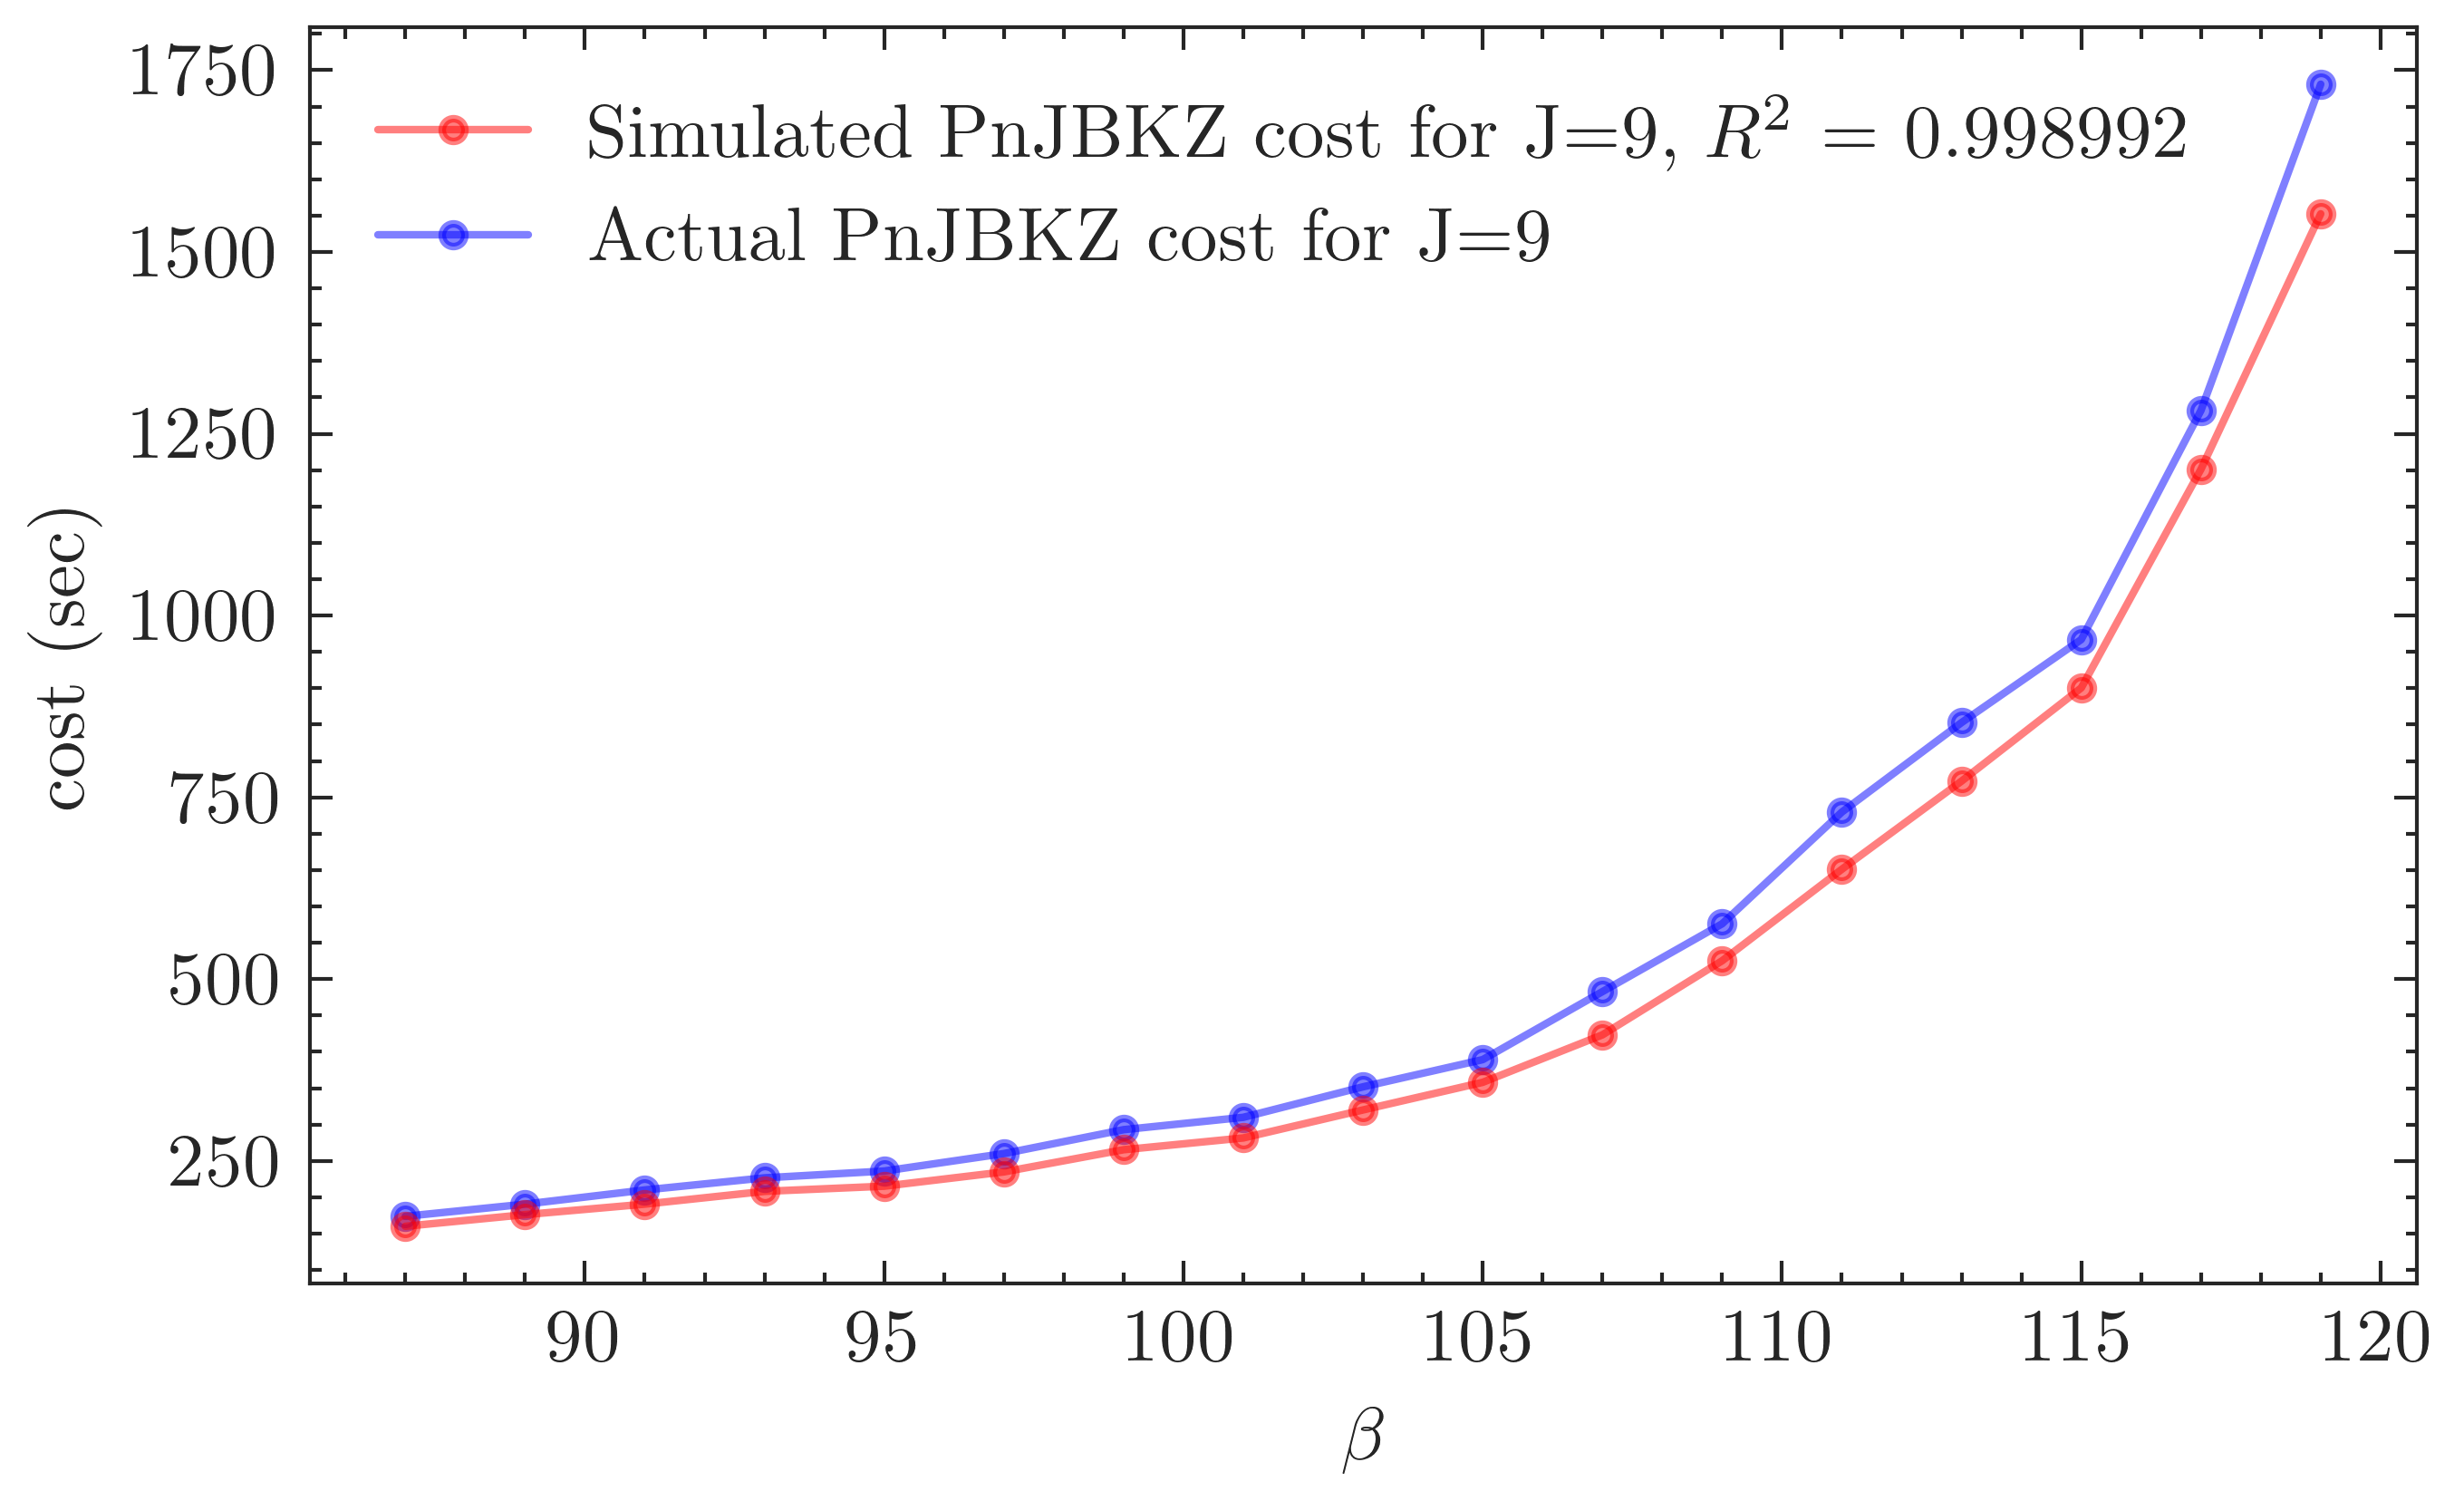 1750
1500
1250
1000
750
500
250
cost (sec)
Simulated PnJBKZ cost for J=9, R² = 0.998992
Actual PnJBKZ cost for J=9
90 95 100 105 110 115 120
β